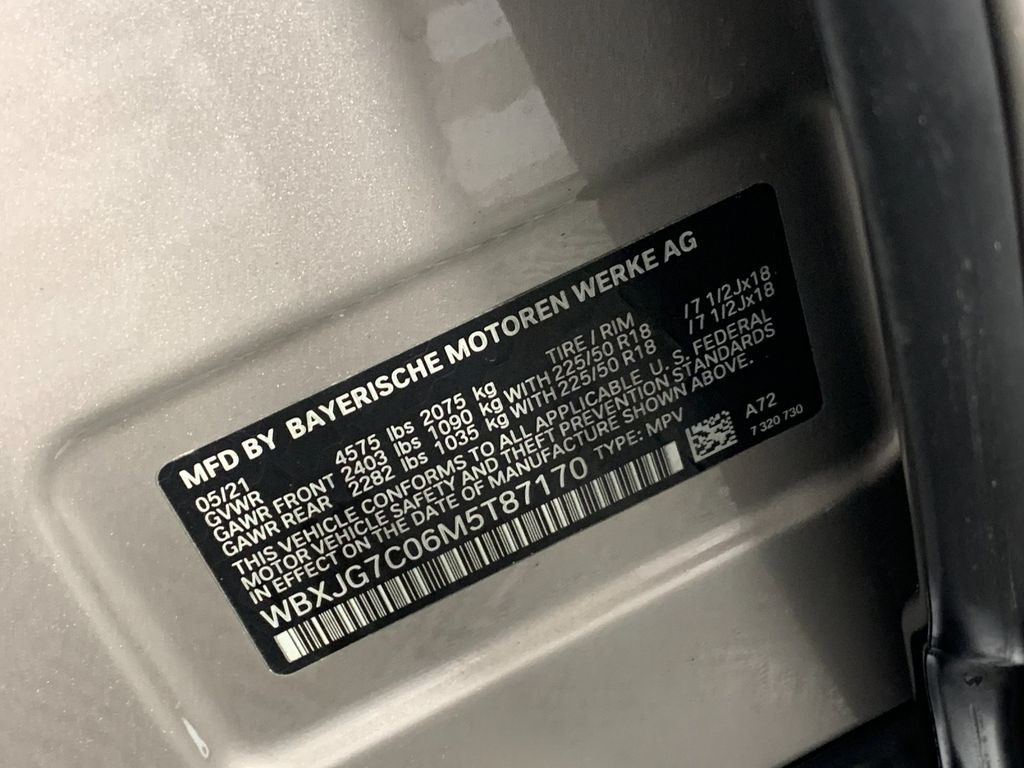 MFD BY BAYERISCHE MOTOREN WERKE AG
05/21
GVWR 4575 lbs 2075 kg TIRE / RIM
GAWR FRONT 2403 lbs 1090 kg WITH 225/50 R18 /7 1/2Jx18
GAWR REAR 2282 lbs 1035 kg WITH 225/50 R18 /7 1/2Jx18
THIS VEHICLE CONFORMS TO ALL APPLICABLE U. S. FEDERAL
MOTOR VEHICLE SAFETY AND THEFT PREVENTION STANDARDS
IN EFFECT ON THE DATE OF MANUFACTURE SHOWN ABOVE.
WBXJG7C06M5T87170 TYPE: MPV
A72
7 320 730